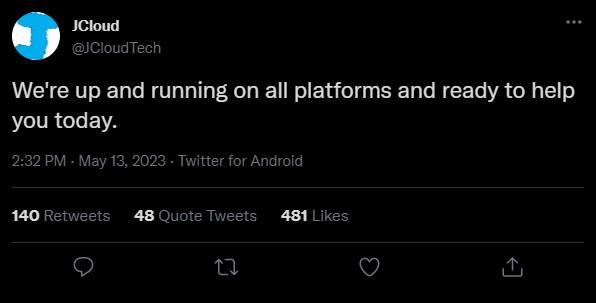 JCloud
@JCloudTech
We're up and running on all platforms and ready to help
you today.
2:32 PM · May 13, 2023 · Twitter for Android
140 Retweets 48 Quote Tweets 481 Likes